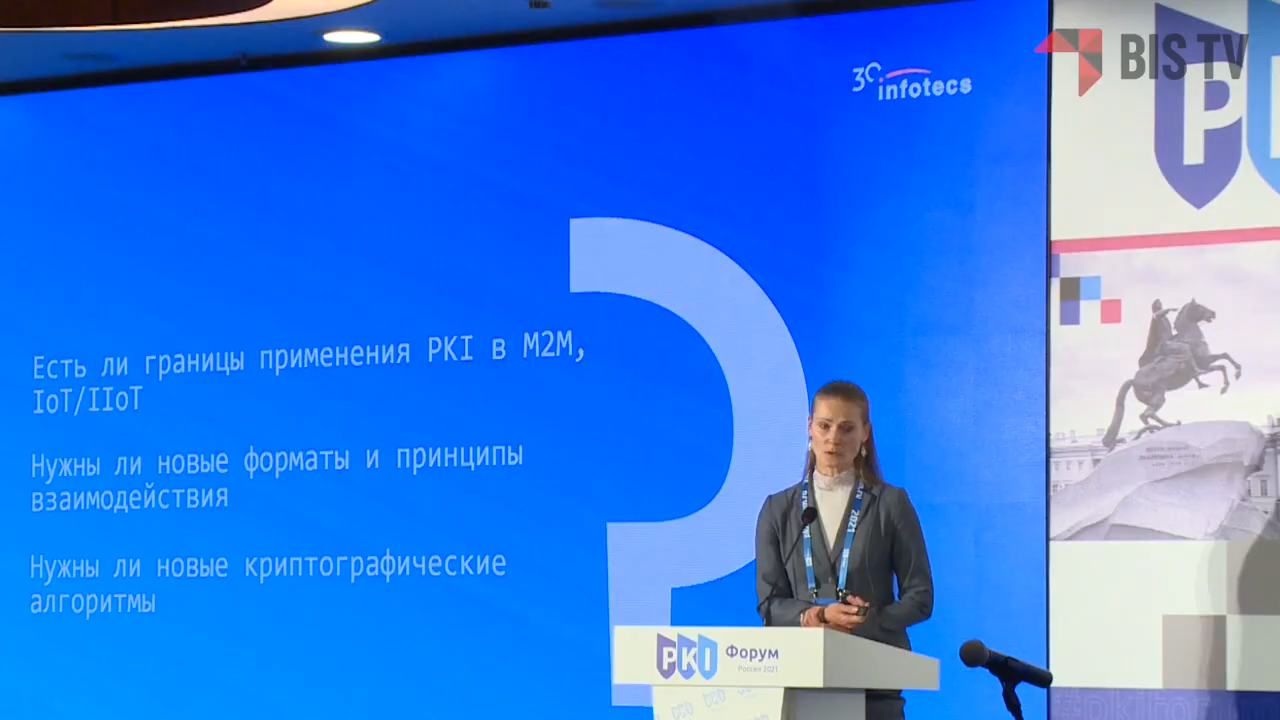 30 infotecs
BIS TV
Есть ли границы применения PKI в M2M,
IoT/IIoT
Нужны ли новые форматы и принципы
взаимодействия
Нужны ли новые криптографические
алгоритмы
2021
PKI Форум
Россия 2021